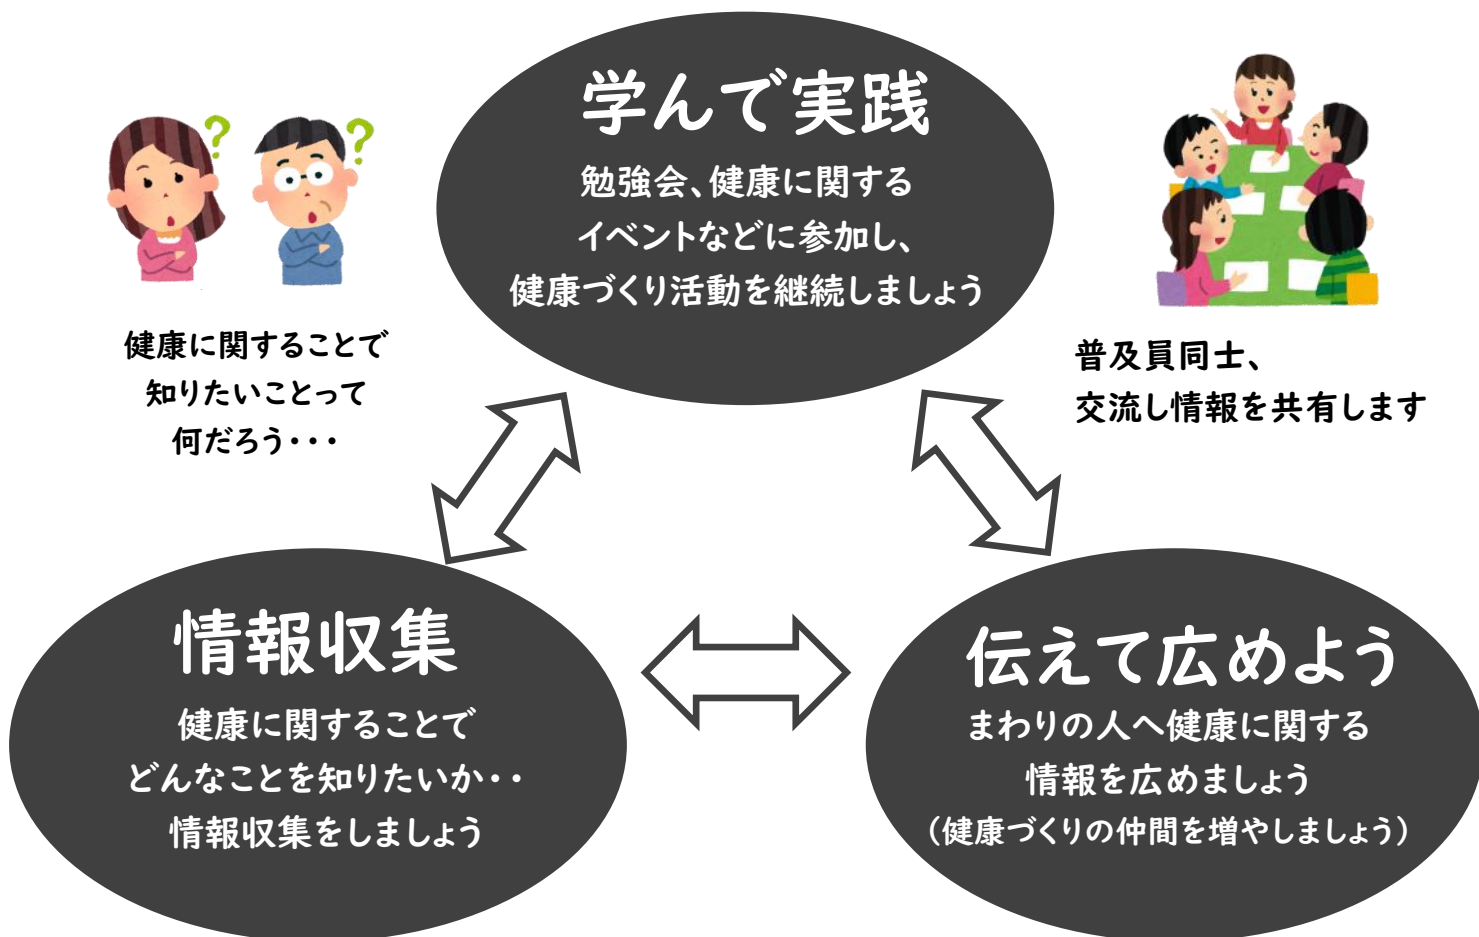 学んで実践
勉強会、健康に関する
イベントなどに参加し、
健康づくり活動を継続しましょう
?
?
健康に関することで
知りたいことって
何だろう・・・
普及員同士、
交流し情報を共有します
情報収集
健康に関することで
どんなことを知りたいか・・
情報収集をしましょう
伝えて広めよう
まわりの人へ健康に関する
情報を広めましょう
(健康づくりの仲間を増やしましょう)